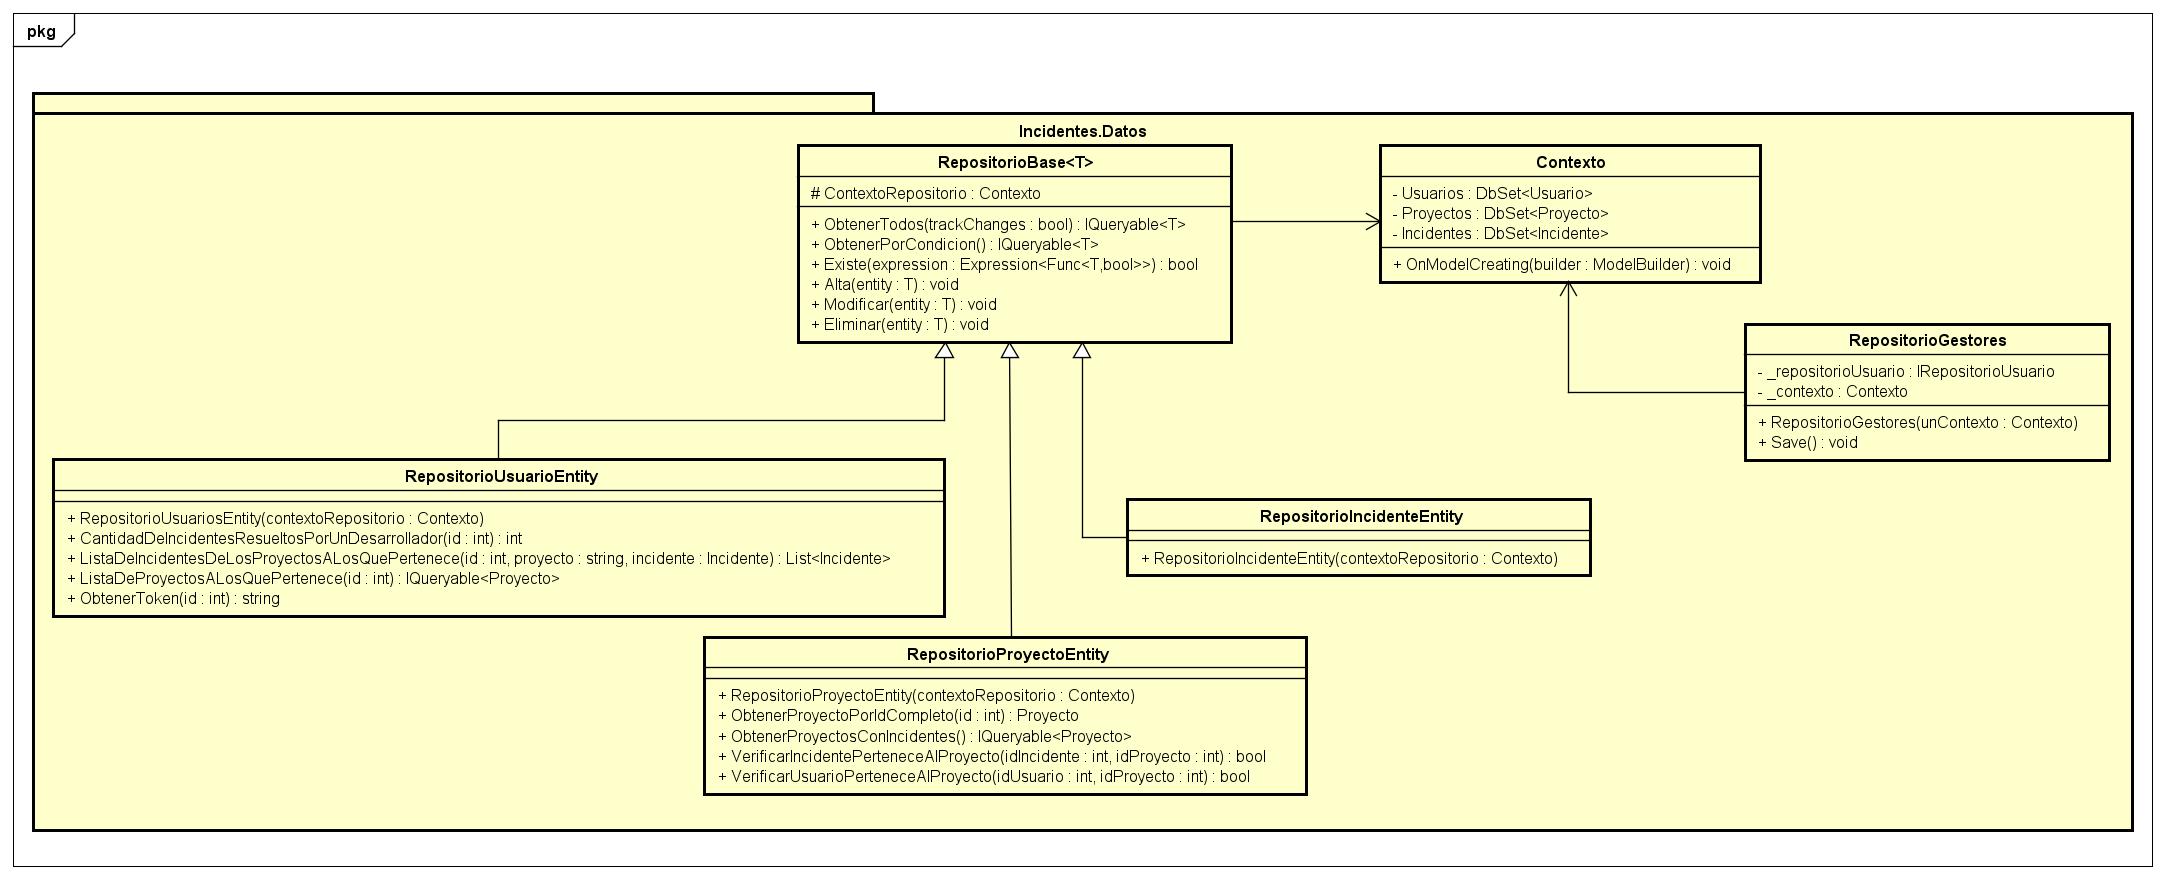 pkg
Incidentes.Datos
RepositorioBase<T>
# ContextoRepositorio : Contexto
+ ObtenerTodos(trackChanges : bool) : IQueryable<T>
+ ObtenerPorCondicion() : IQueryable<T>
+ Existe(expression : Expression<Func<T,bool>>) : bool
+ Alta(entity : T) : void
+ Modificar(entity : T) : void
+ Eliminar(entity : T) : void
Contexto
- Usuarios : DbSet<Usuario>
- Proyectos : DbSet<Proyecto>
- Incidentes : DbSet<Incidente>
+ OnModelCreating(builder : ModelBuilder) : void
RepositorioGestores
- _repositorioUsuario : IRepositorioUsuario
- _contexto : Contexto
+ RepositorioGestores(unContexto : Contexto)
+ Save() : void
RepositorioUsuarioEntity
+ RepositorioUsuariosEntity(contextoRepositorio : Contexto)
+ CantidadDeIncidentesResueltosPorUnDesarrollador(id : int) : int
+ ListaDeIncidentesDeLosProyectosALosQuePertenece(id : int, proyecto : string, incidente : Incidente) : List<Incidente>
+ ListaDeProyectosALosQuePertenece(id : int) : IQueryable<Proyecto>
+ ObtenerToken(id : int) : string
RepositorioIncidenteEntity
+ RepositorioIncidenteEntity(contextoRepositorio : Contexto)
RepositorioProyectoEntity
+ RepositorioProyectoEntity(contextoRepositorio : Contexto)
+ ObtenerProyectoPorIdCompleto(id : int) : Proyecto
+ ObtenerProyectosConIncidentes() : IQueryable<Proyecto>
+ VerificarIncidentePerteneceAlProyecto(idIncidente : int, idProyecto : int) : bool
+ VerificarUsuarioPerteneceAlProyecto(idUsuario : int, idProyecto : int) : bool